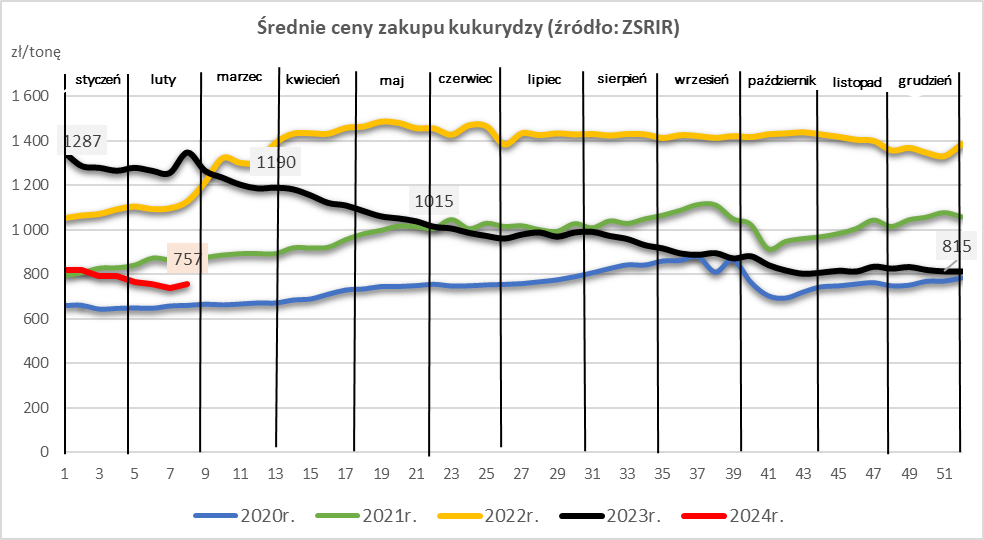 Średnie ceny zakupu kukurydzy (źródło: ZSRIR)
zł/tonę
styczeń luty marzec kwiecień maj czerwiec lipiec sierpień wrzesień październik listopad grudzień
1 600
1 400
1287
1190
1 200
1015
1 000
815
757
800
600
400
200
0
1 3 5 7 9 11 13 15 17 19 21 23 25 27 29 31 33 35 37 39 41 43 45 47 49 51
2020r. 2021r. 2022r. 2023r. 2024r.